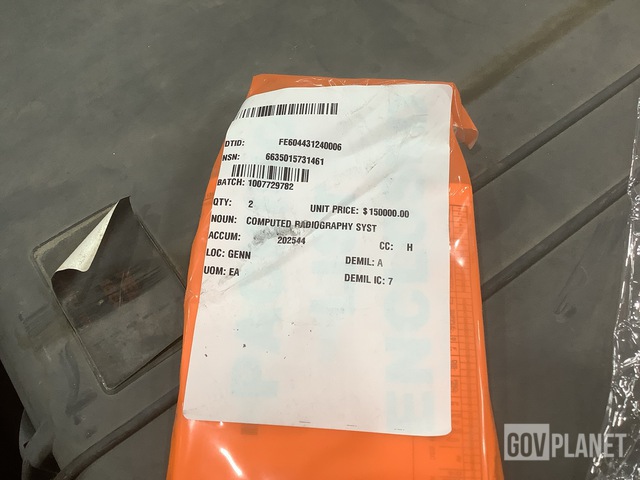 DTID: FE604431240006
NSN: 6635015731461
BATCH: 1007729782
QTY: 2 UNIT PRICE: $150000.00
NOUN: COMPUTED RADIOGRAPHY SYST
ACCUM: 202544 CC: H
LOC: GENN DEMIL: A
UOM: EA DEMIL IC: 7
GOVPLANET